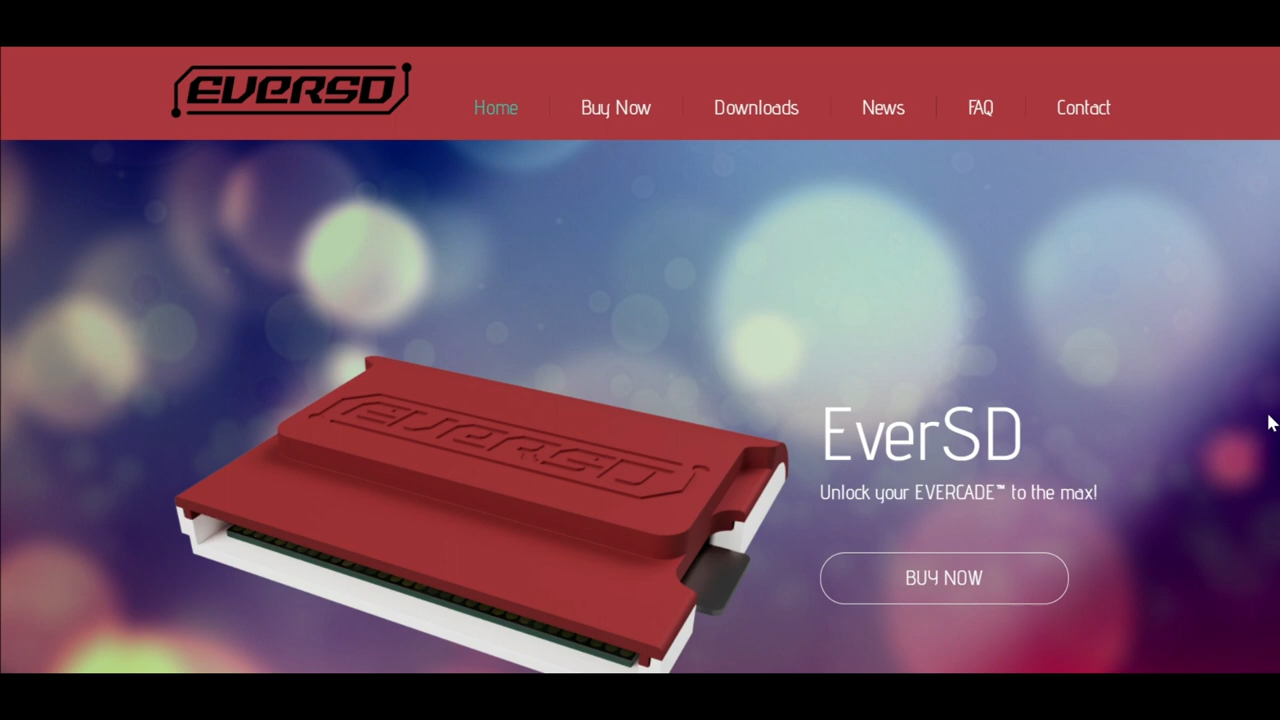 EVERSD
Home
Buy Now
Downloads
News
FAQ
Contact
EVERSD
EverSD
Unlock your EVERCADE™ to the max!
BUY NOW